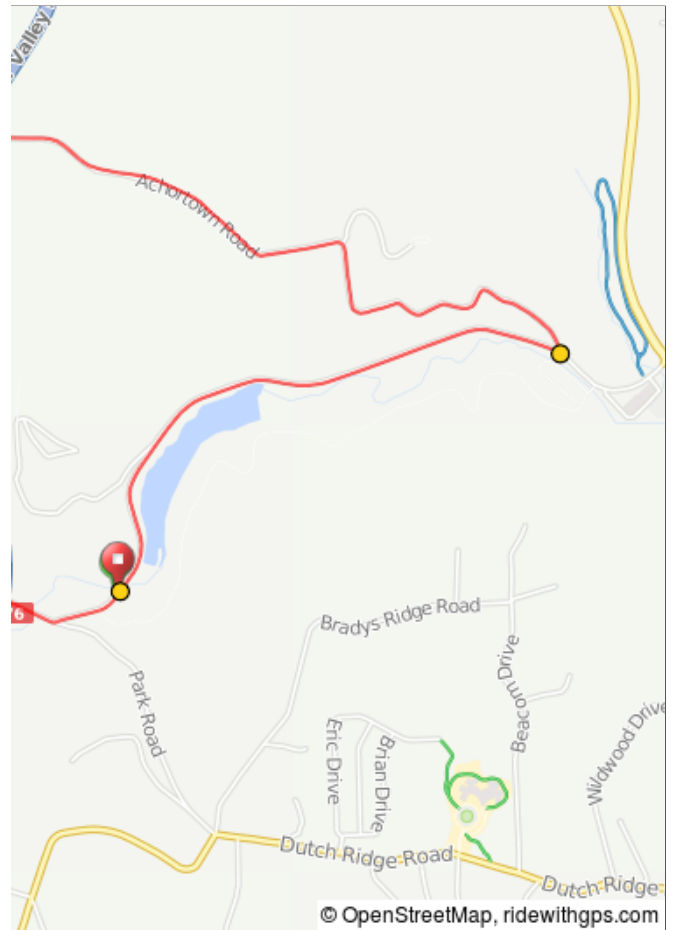 Valley
Achortown Road
76
Bradys Ridge Road
Park Road
Eric Drive
Brian Drive
Beacom Drive
Wildwood Drive
Dutch Ridge Road
Dutch Ridge
© OpenStreetMap, ridewithgps.com